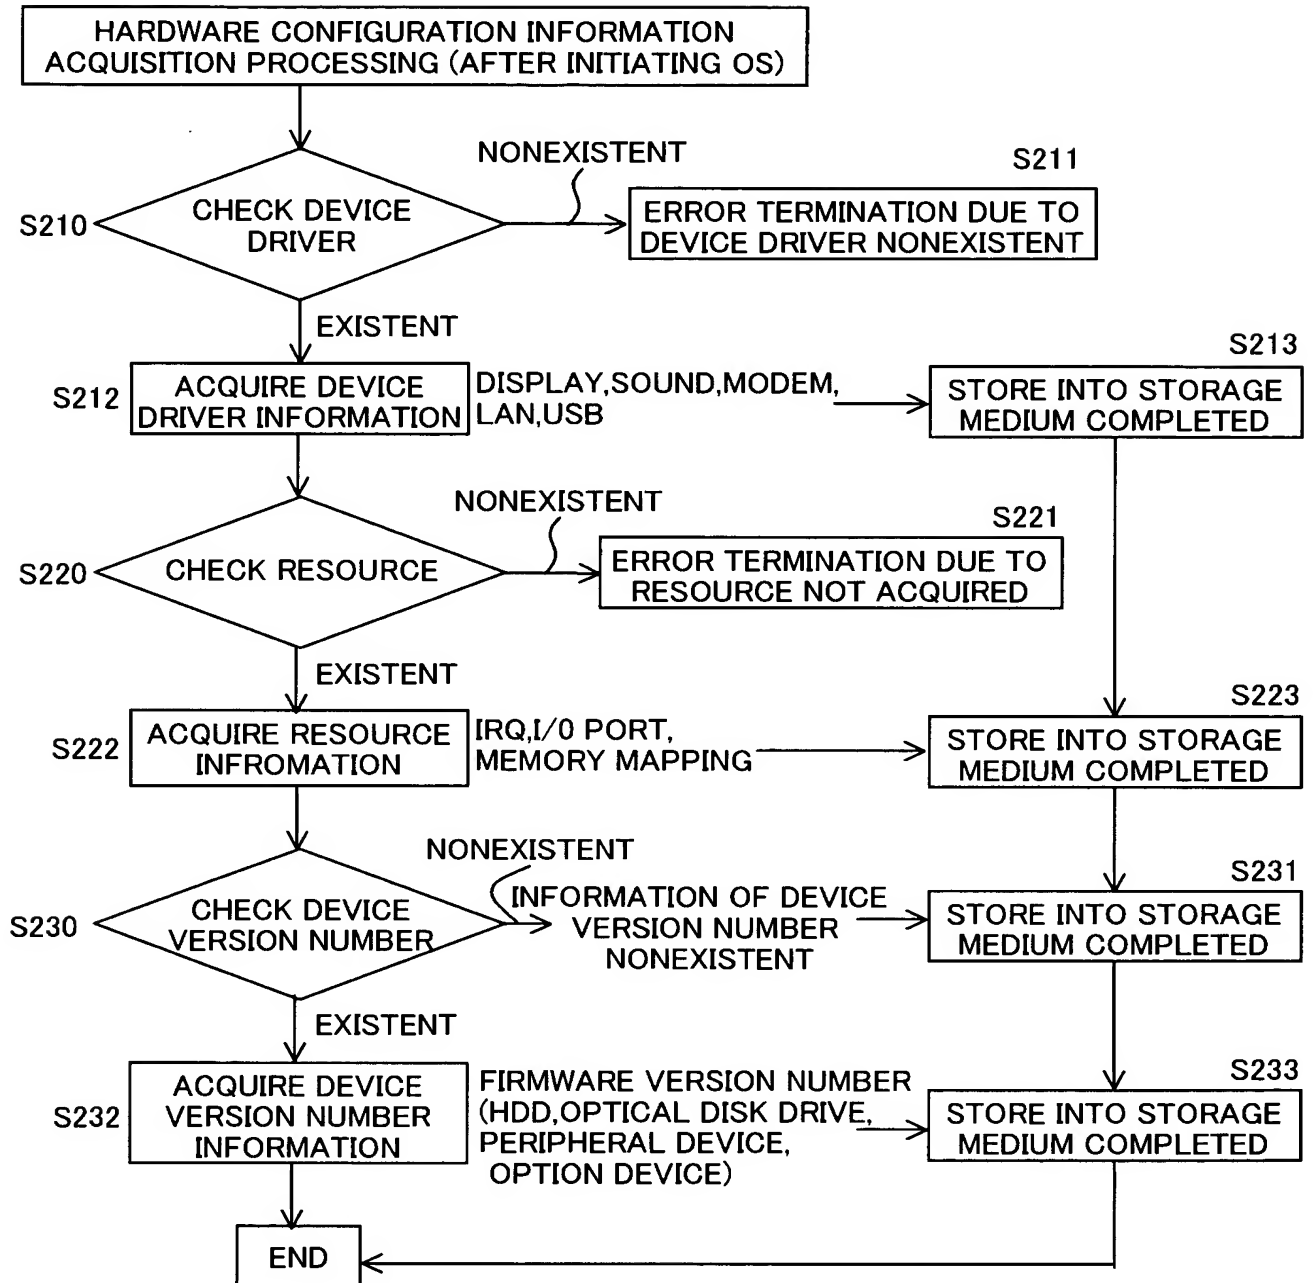 HARDWARE CONFIGURATION INFORMATION
ACQUISITION PROCESSING (AFTER INITIATING OS)
NONEXISTENT
S211
S210
CHECK DEVICE
DRIVER
ERROR TERMINATION DUE TO
DEVICE DRIVER NONEXISTENT
EXISTENT
S213
S212
ACQUIRE DEVICE
DRIVER INFORMATION
DISPLAY,SOUND,MODEM,
LAN,USB
STORE INTO STORAGE
MEDIUM COMPLETED
NONEXISTENT
S221
S220
CHECK RESOURCE
ERROR TERMINATION DUE TO
RESOURCE NOT ACQUIRED
EXISTENT
S223
S222
ACQUIRE RESOURCE
INFROMATION
IRQ,I/0 PORT,
MEMORY MAPPING
STORE INTO STORAGE
MEDIUM COMPLETED
NONEXISTENT
S231
S230
CHECK DEVICE
VERSION NUMBER
INFORMATION OF DEVICE
VERSION NUMBER
NONEXISTENT
STORE INTO STORAGE
MEDIUM COMPLETED
EXISTENT
S233
S232
ACQUIRE DEVICE
VERSION NUMBER
INFORMATION
FIRMWARE VERSION NUMBER
(HDD,OPTICAL DISK DRIVE,
PERIPHERAL DEVICE,
OPTION DEVICE)
STORE INTO STORAGE
MEDIUM COMPLETED
END